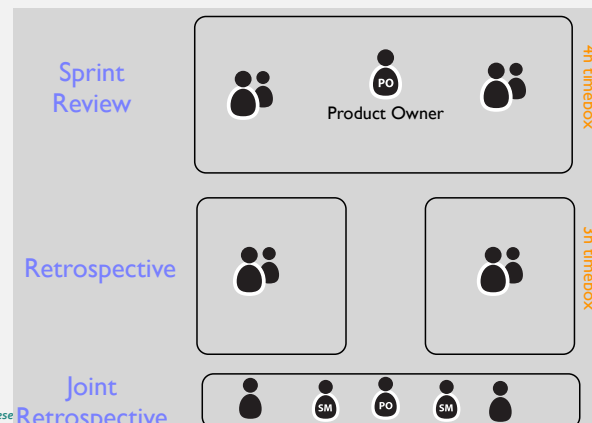 Sprint
Review
PO
Product Owner
4h timebox
Retrospective
3h timebox
Joint
Retrospective
SM
PO
SM